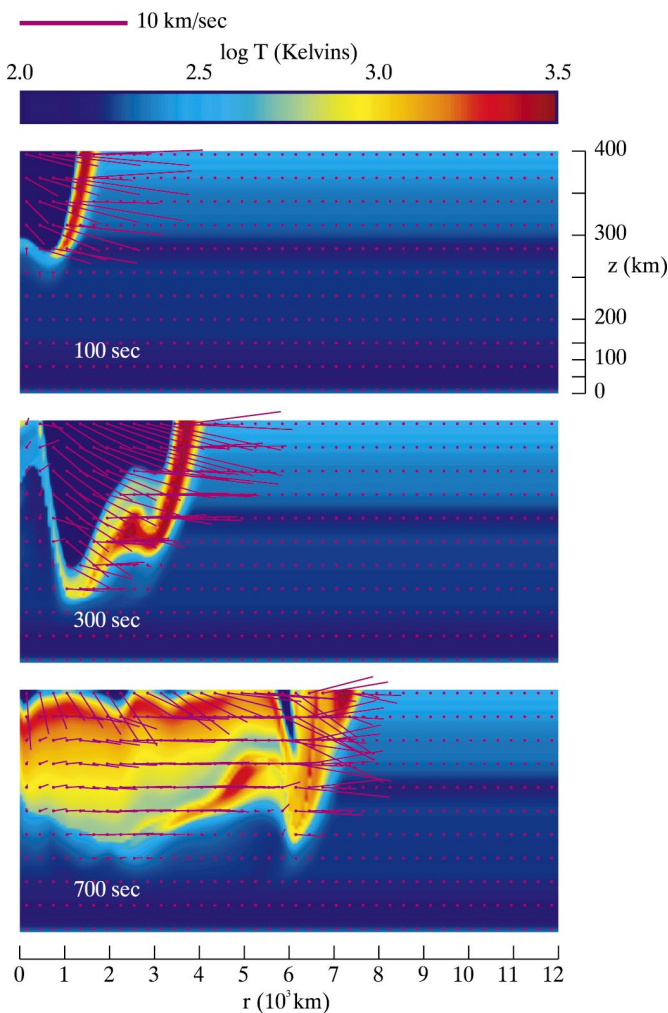 10 km/sec
log T (Kelvins)
2.0 2.5 3.0 3.5
400
300
z (km)
200
100
0
100 sec
300 sec
700 sec
0 1 2 3 4 5 6 7 8 9 10 11 12
r (10³ km)